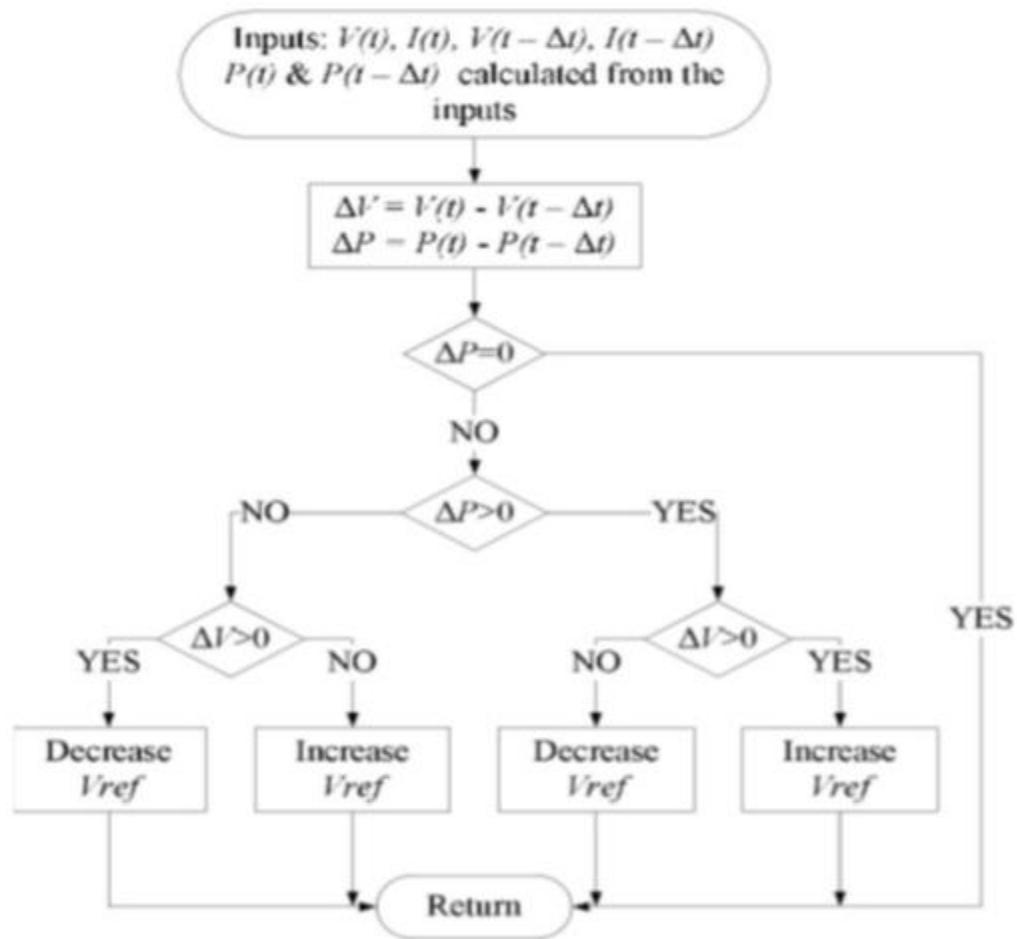 Inputs: V(t), I(t), V(t – Δt), I(t – Δt)
P(t) & P(t – Δt) calculated from the
inputs
ΔV = V(t) - V(t – Δt)
ΔP = P(t) - P(t – Δt)
ΔP=0
NO
NO
ΔP>0
YES
YES
ΔV>0
ΔV>0
YES
NO
NO
YES
Decrease
Vref
Increase
Vref
Decrease
Vref
Increase
Vref
Return